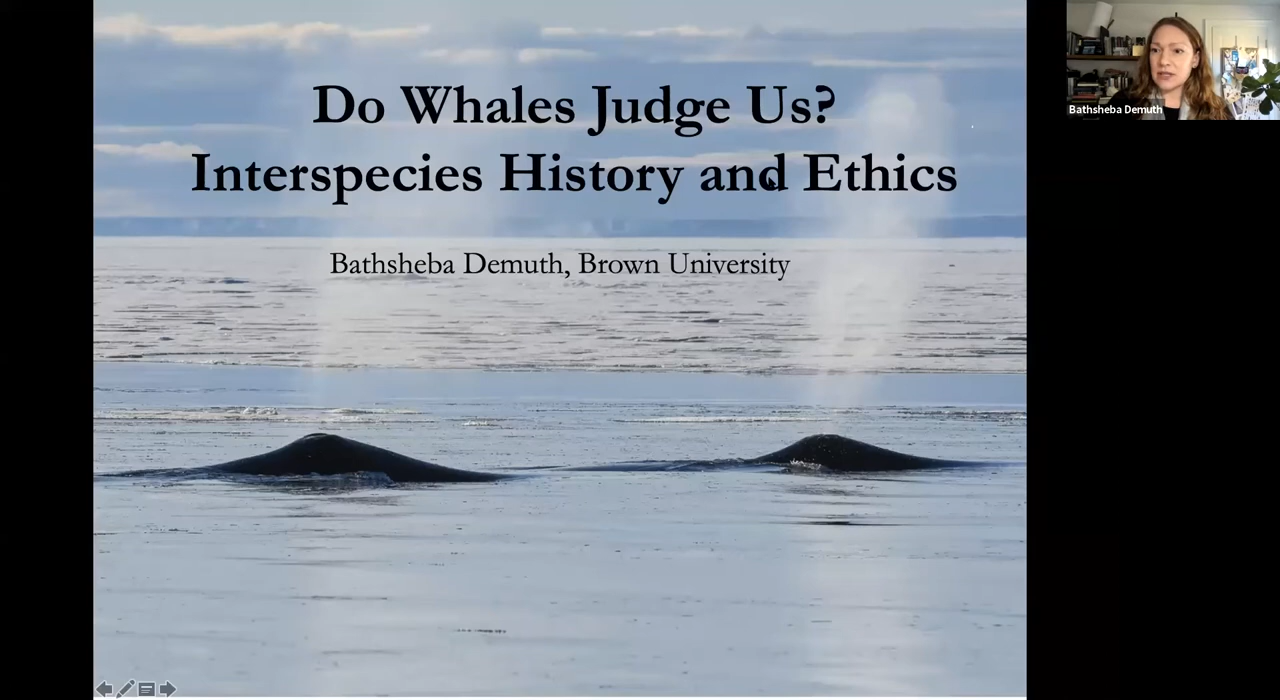 Do Whales Judge Us?
Interspecies History and Ethics
Bathsheba Demuth, Brown University
Bathsheba Demuth